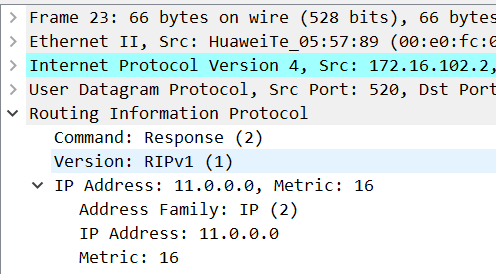 Frame 23: 66 bytes on wire (528 bits), 66 bytes
Ethernet II, Src: HuaweiTe_05:57:89 (00:e0:fc:0
Internet Protocol Version 4, Src: 172.16.102.2,
User Datagram Protocol, Src Port: 520, Dst Port
Routing Information Protocol
Command: Response (2)
Version: RIPv1 (1)
IP Address: 11.0.0.0, Metric: 16
Address Family: IP (2)
IP Address: 11.0.0.0
Metric: 16